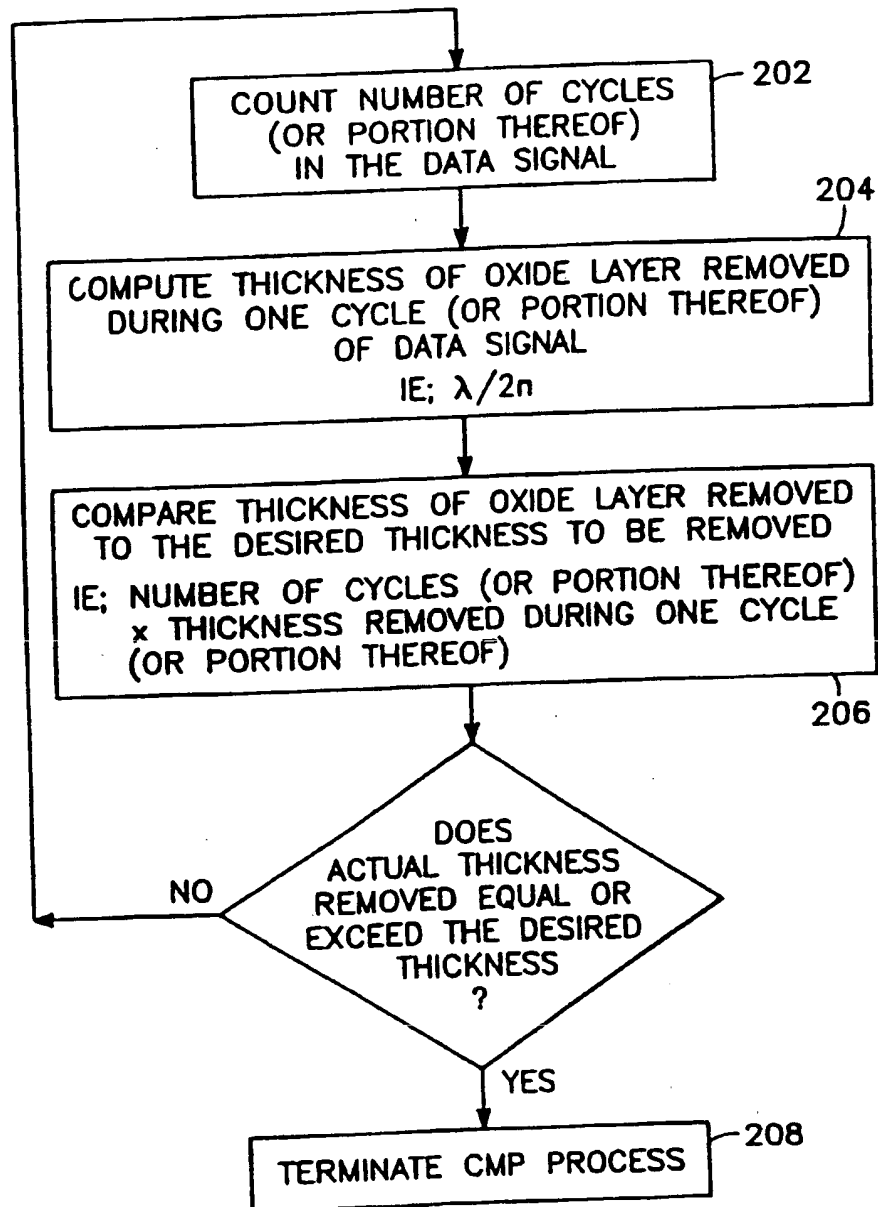 202
COUNT NUMBER OF CYCLES
(OR PORTION THEREOF)
IN THE DATA SIGNAL
204
COMPUTE THICKNESS OF OXIDE LAYER REMOVED
DURING ONE CYCLE (OR PORTION THEREOF)
OF DATA SIGNAL
IE; λ/2n
COMPARE THICKNESS OF OXIDE LAYER REMOVED
TO THE DESIRED THICKNESS TO BE REMOVED
IE; NUMBER OF CYCLES (OR PORTION THEREOF)
x THICKNESS REMOVED DURING ONE CYCLE
(OR PORTION THEREOF)
206
DOES
ACTUAL THICKNESS
REMOVED EQUAL OR
EXCEED THE DESIRED
THICKNESS
?
NO
YES
208
TERMINATE CMP PROCESS